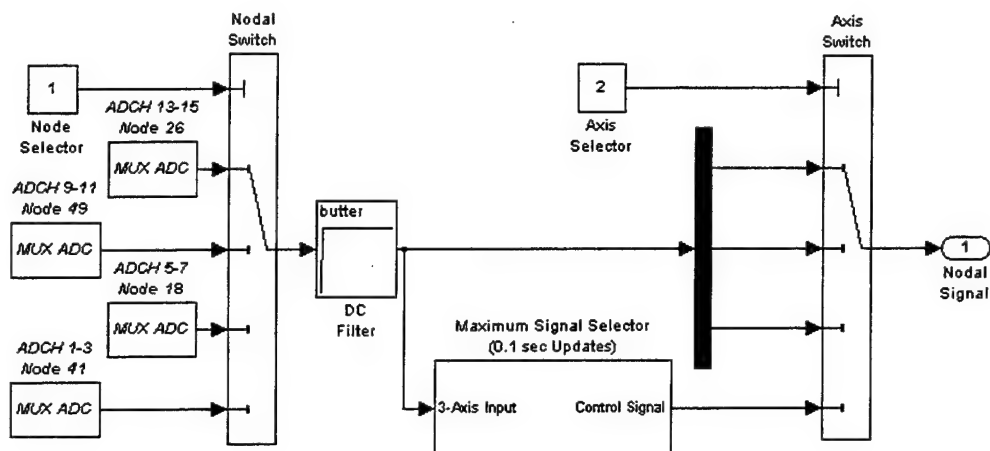 Nodal
Switch
1
Node
Selector
ADCH 13-15
Node 26
MUX ADC
ADCH 9-11
Node 49
MUX ADC
ADCH 5-7
Node 18
MUX ADC
ADCH 1-3
Node 41
MUX ADC
butter
DC
Filter
Maximum Signal Selector
(0.1 sec Updates)
3-Axis Input
Control Signal
2
Axis
Selector
Axis
Switch
1
Nodal
Signal